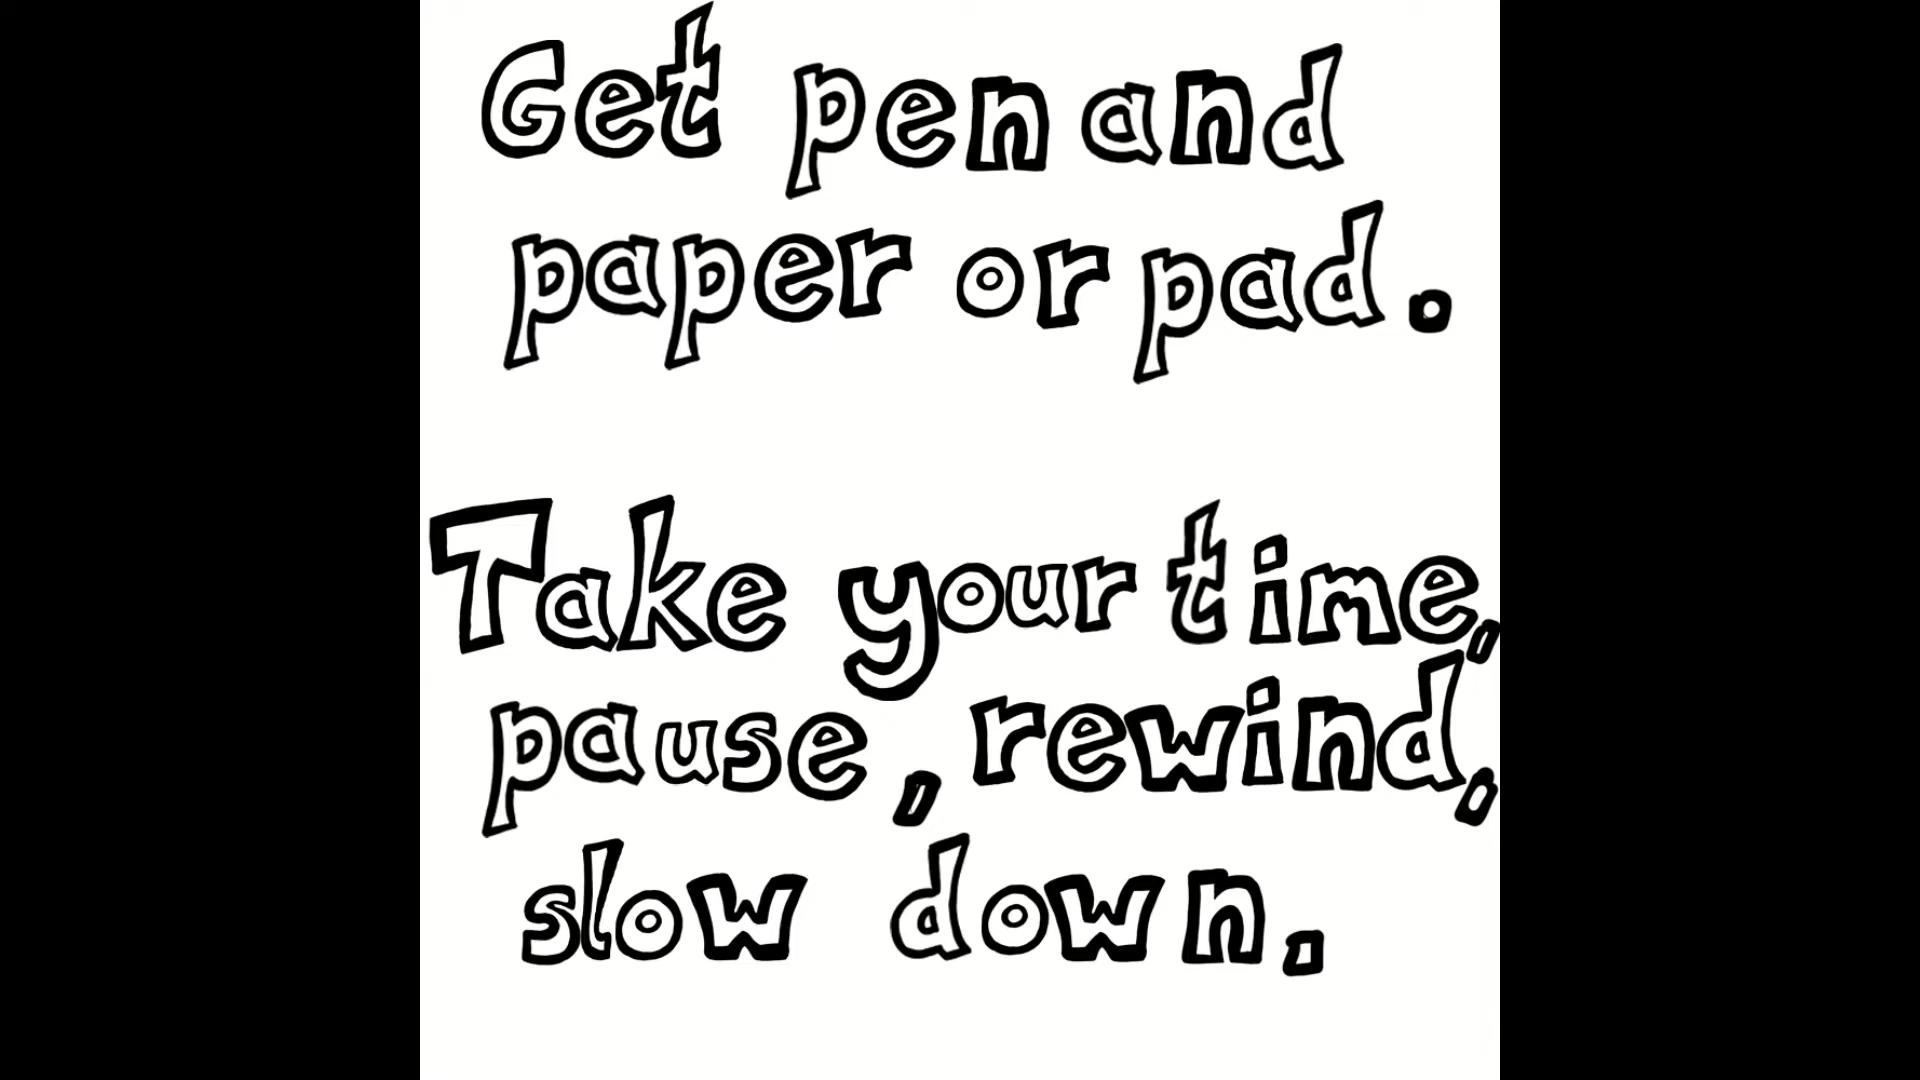 Get pen and
paper or pad.
Take your time,
pause, rewind,
slow down.